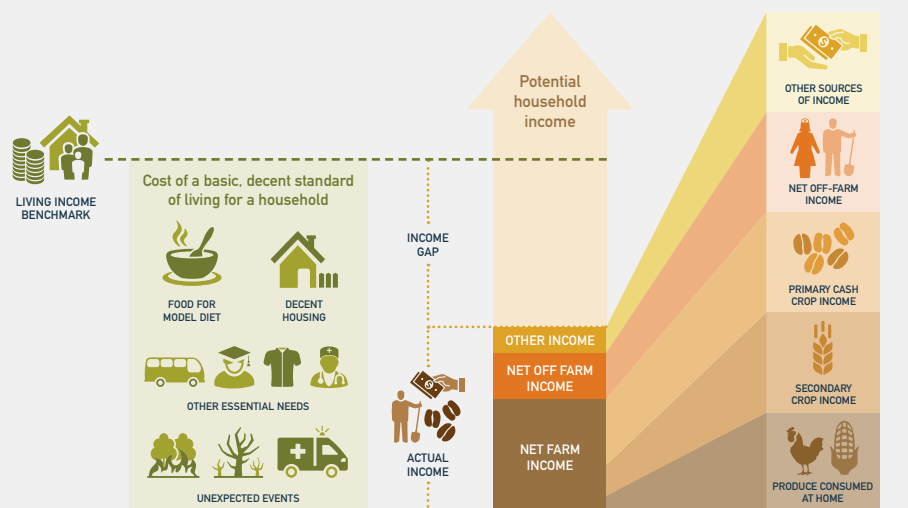 LIVING INCOME
BENCHMARK
Cost of a basic, decent standard
of living for a household
FOOD FOR
MODEL DIET
DECENT
HOUSING
OTHER ESSENTIAL NEEDS
UNEXPECTED EVENTS
INCOME
GAP
ACTUAL
INCOME
Potential
household
income
OTHER INCOME
NET OFF FARM
INCOME
NET FARM
INCOME
$
OTHER SOURCES
OF INCOME
NET OFF-FARM
INCOME
PRIMARY CASH
CROP INCOME
SECONDARY
CROP INCOME
PRODUCE CONSUMED
AT HOME